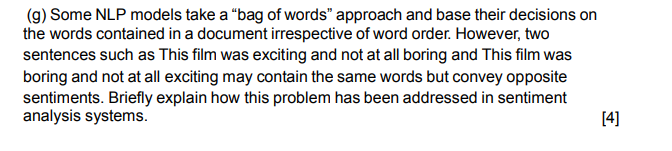 (g) Some NLP models take a “bag of words” approach and base their decisions on
the words contained in a document irrespective of word order. However, two
sentences such as This film was exciting and not at all boring and This film was
boring and not at all exciting may contain the same words but convey opposite
sentiments. Briefly explain how this problem has been addressed in sentiment
analysis systems. [4]